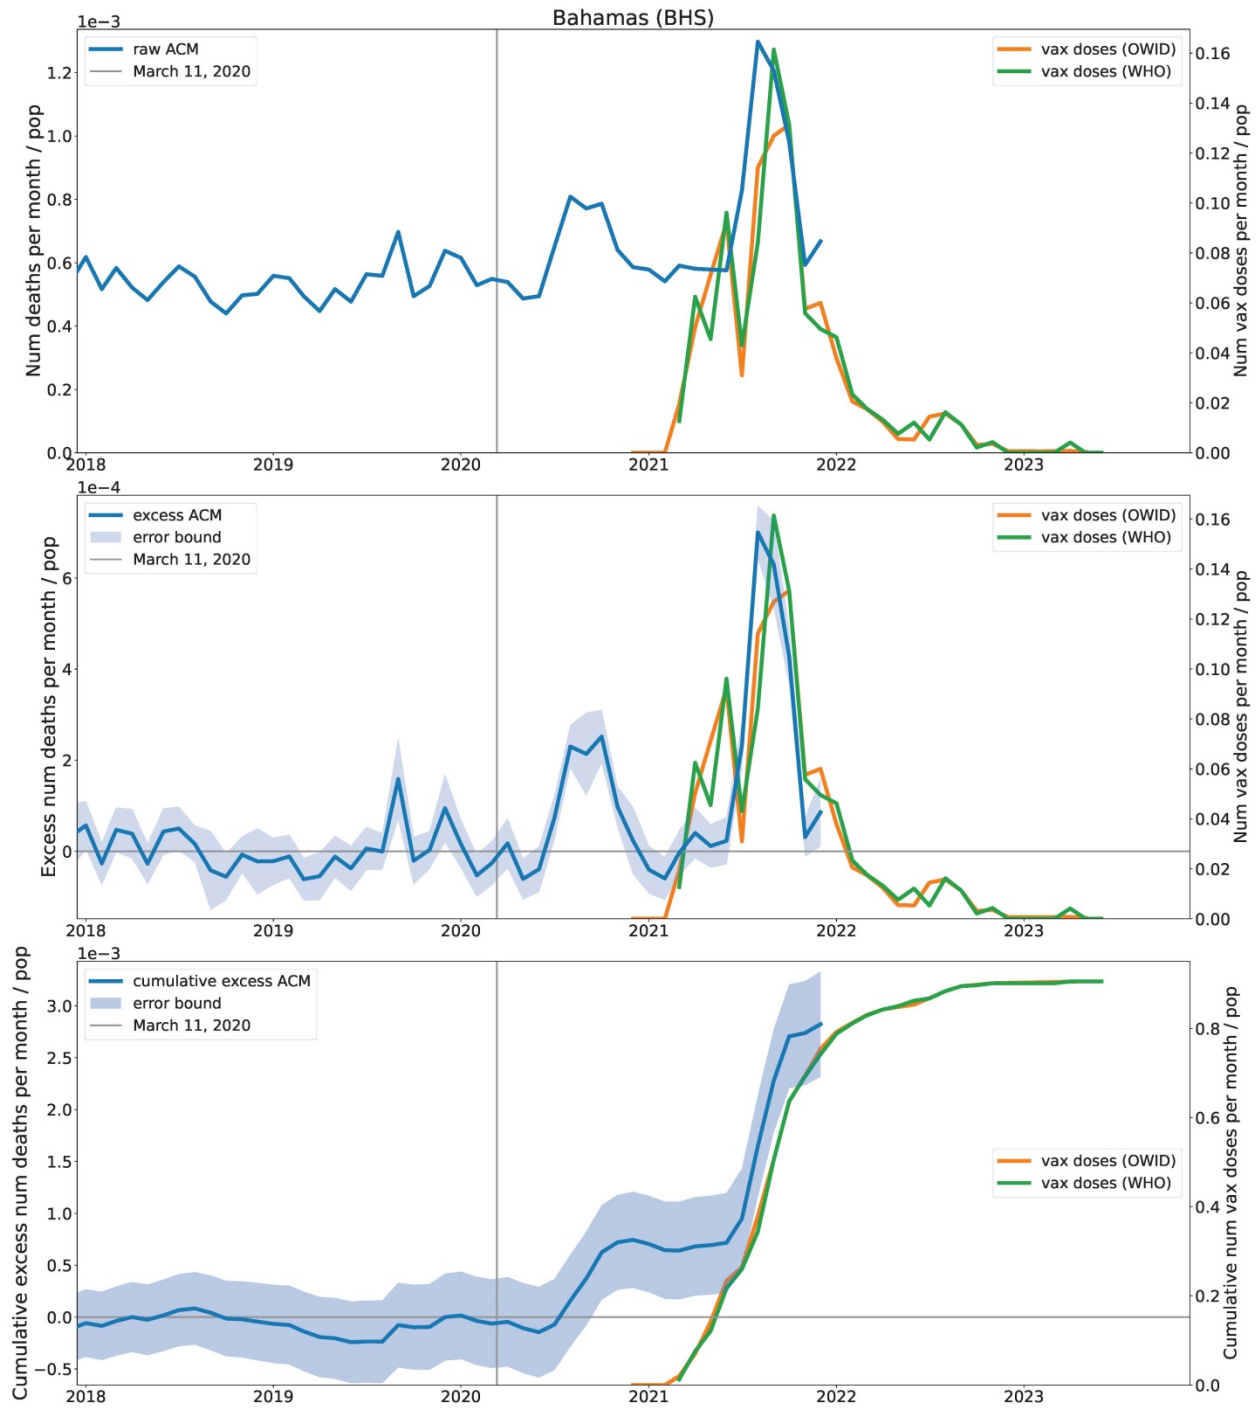 Bahamas (BHS)
1e−3
raw ACM
March 11, 2020
vax doses (OWID)
vax doses (WHO)
Num deaths per month / pop
Num vax doses per month / pop
1.2
1.0
0.8
0.6
0.4
0.2
0.0
0.16
0.14
0.12
0.10
0.08
0.06
0.04
0.02
0.00
2018 2019 2020 2021 2022 2023
1e−4
excess ACM
error bound
March 11, 2020
vax doses (OWID)
vax doses (WHO)
Excess num deaths per month / pop
Num vax doses per month / pop
6
4
2
0
0.16
0.14
0.12
0.10
0.08
0.06
0.04
0.02
0.00
2018 2019 2020 2021 2022 2023
1e−3
cumulative excess ACM
error bound
March 11, 2020
vax doses (OWID)
vax doses (WHO)
Cumulative excess num deaths per month / pop
Cumulative num vax doses per month / pop
3.0
2.5
2.0
1.5
1.0
0.5
0.0
−0.5
0.8
0.6
0.4
0.2
0.0
2018 2019 2020 2021 2022 2023